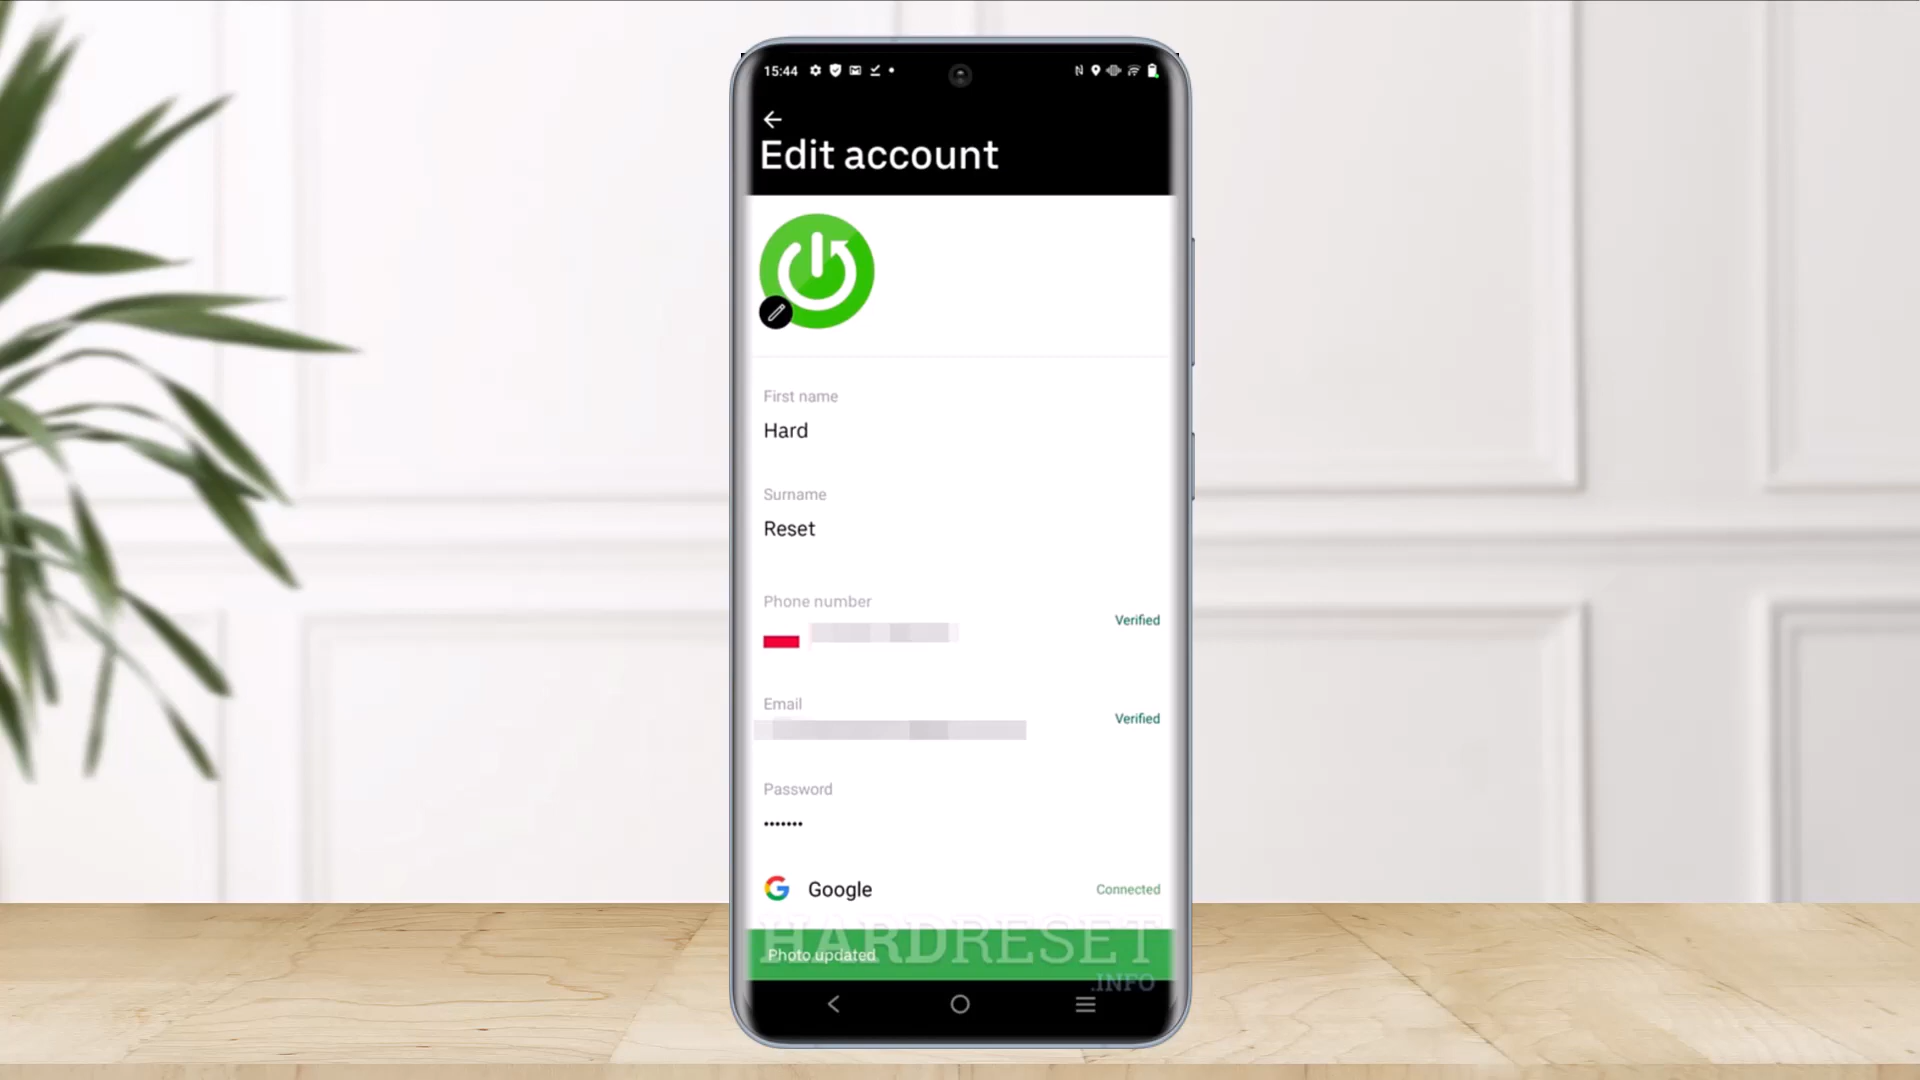 15:44
Edit account
First name
Hard
Surname
Reset
Phone number
Verified
Email
Verified
Password
•••••••
Google
Connected
HARDRESET
Photo updated
.INFO